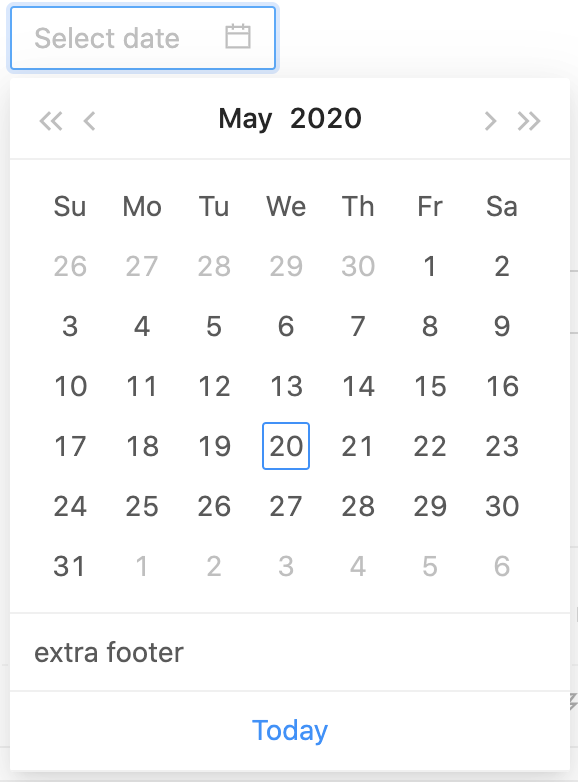 Select date
May 2020
Su Mo Tu We Th Fr Sa
26 27 28 29 30 1 2
3 4 5 6 7 8 9
10 11 12 13 14 15 16
17 18 19 20 21 22 23
24 25 26 27 28 29 30
31 1 2 3 4 5 6
extra footer
Today